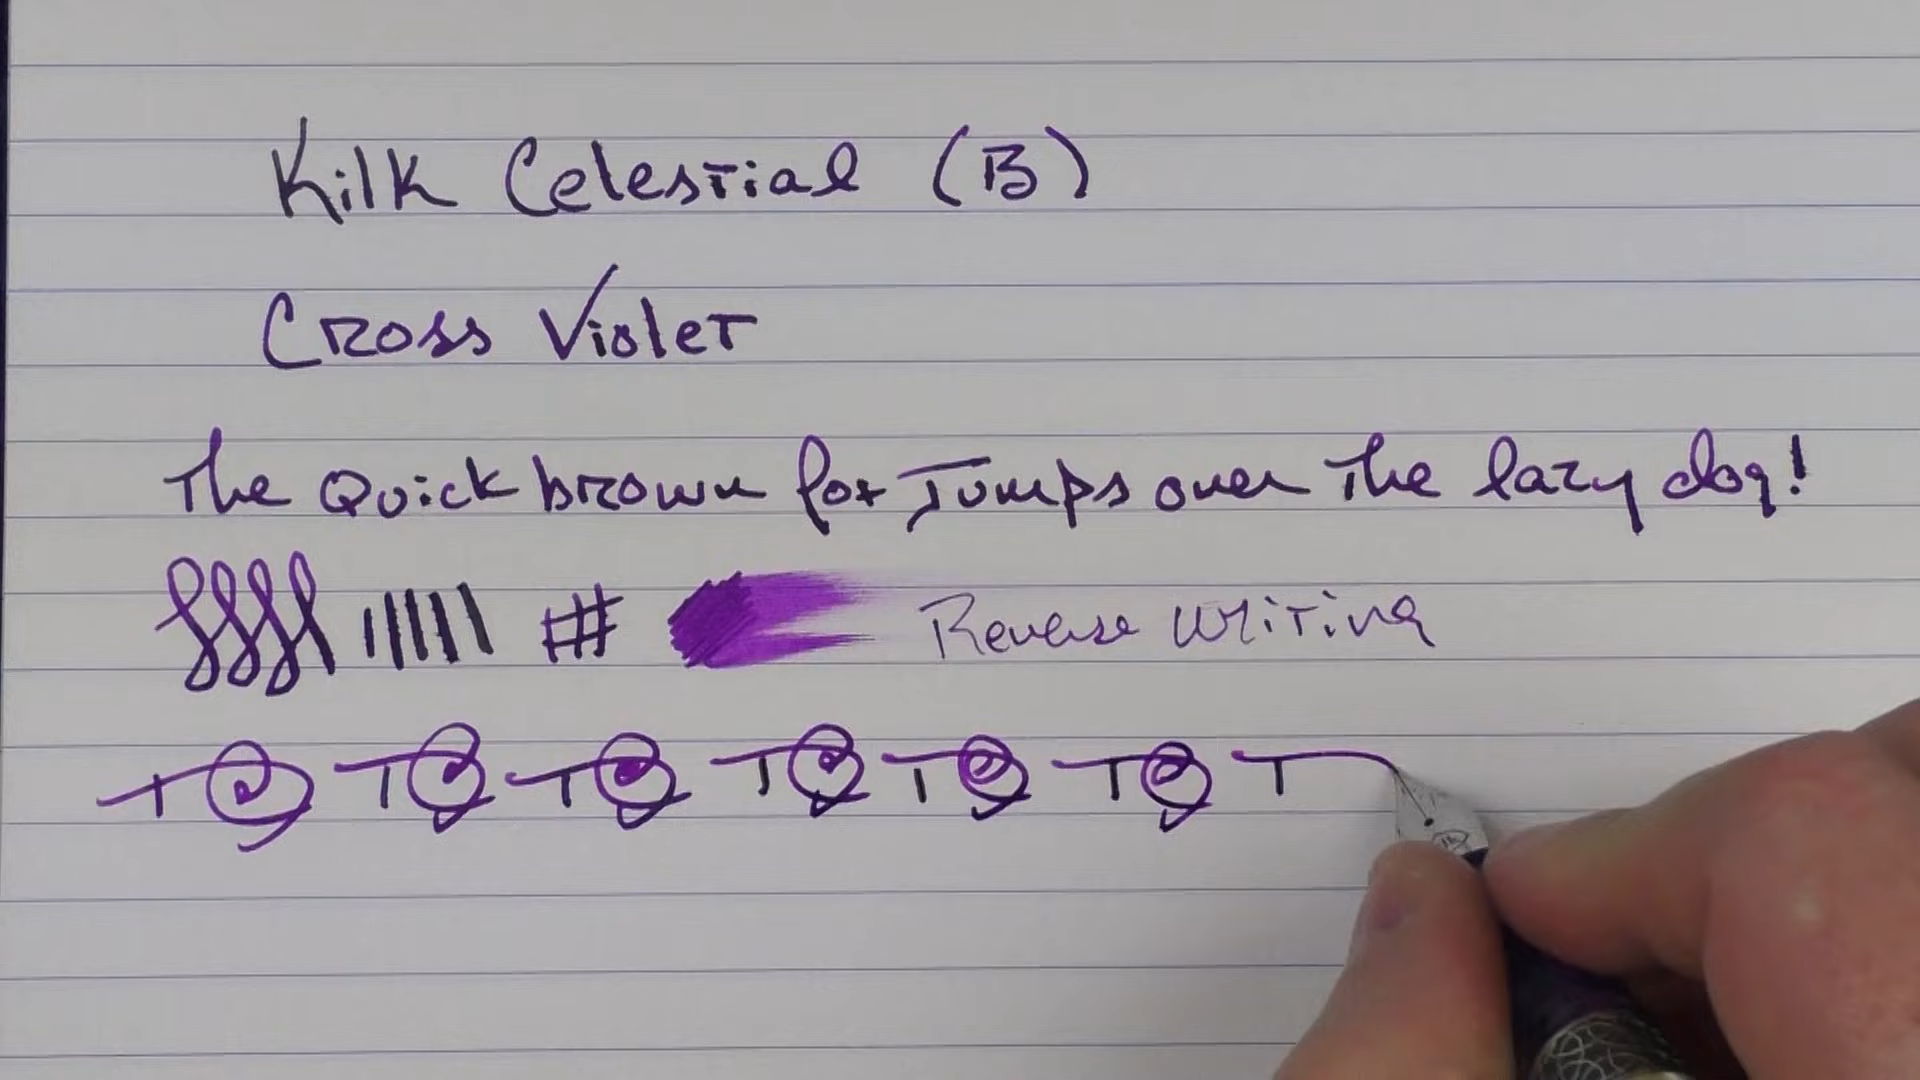 Kilk Celestial (B)
Cross Violet
The Quick brown fox Jumps over The lazy dog!
# Reverse Writing